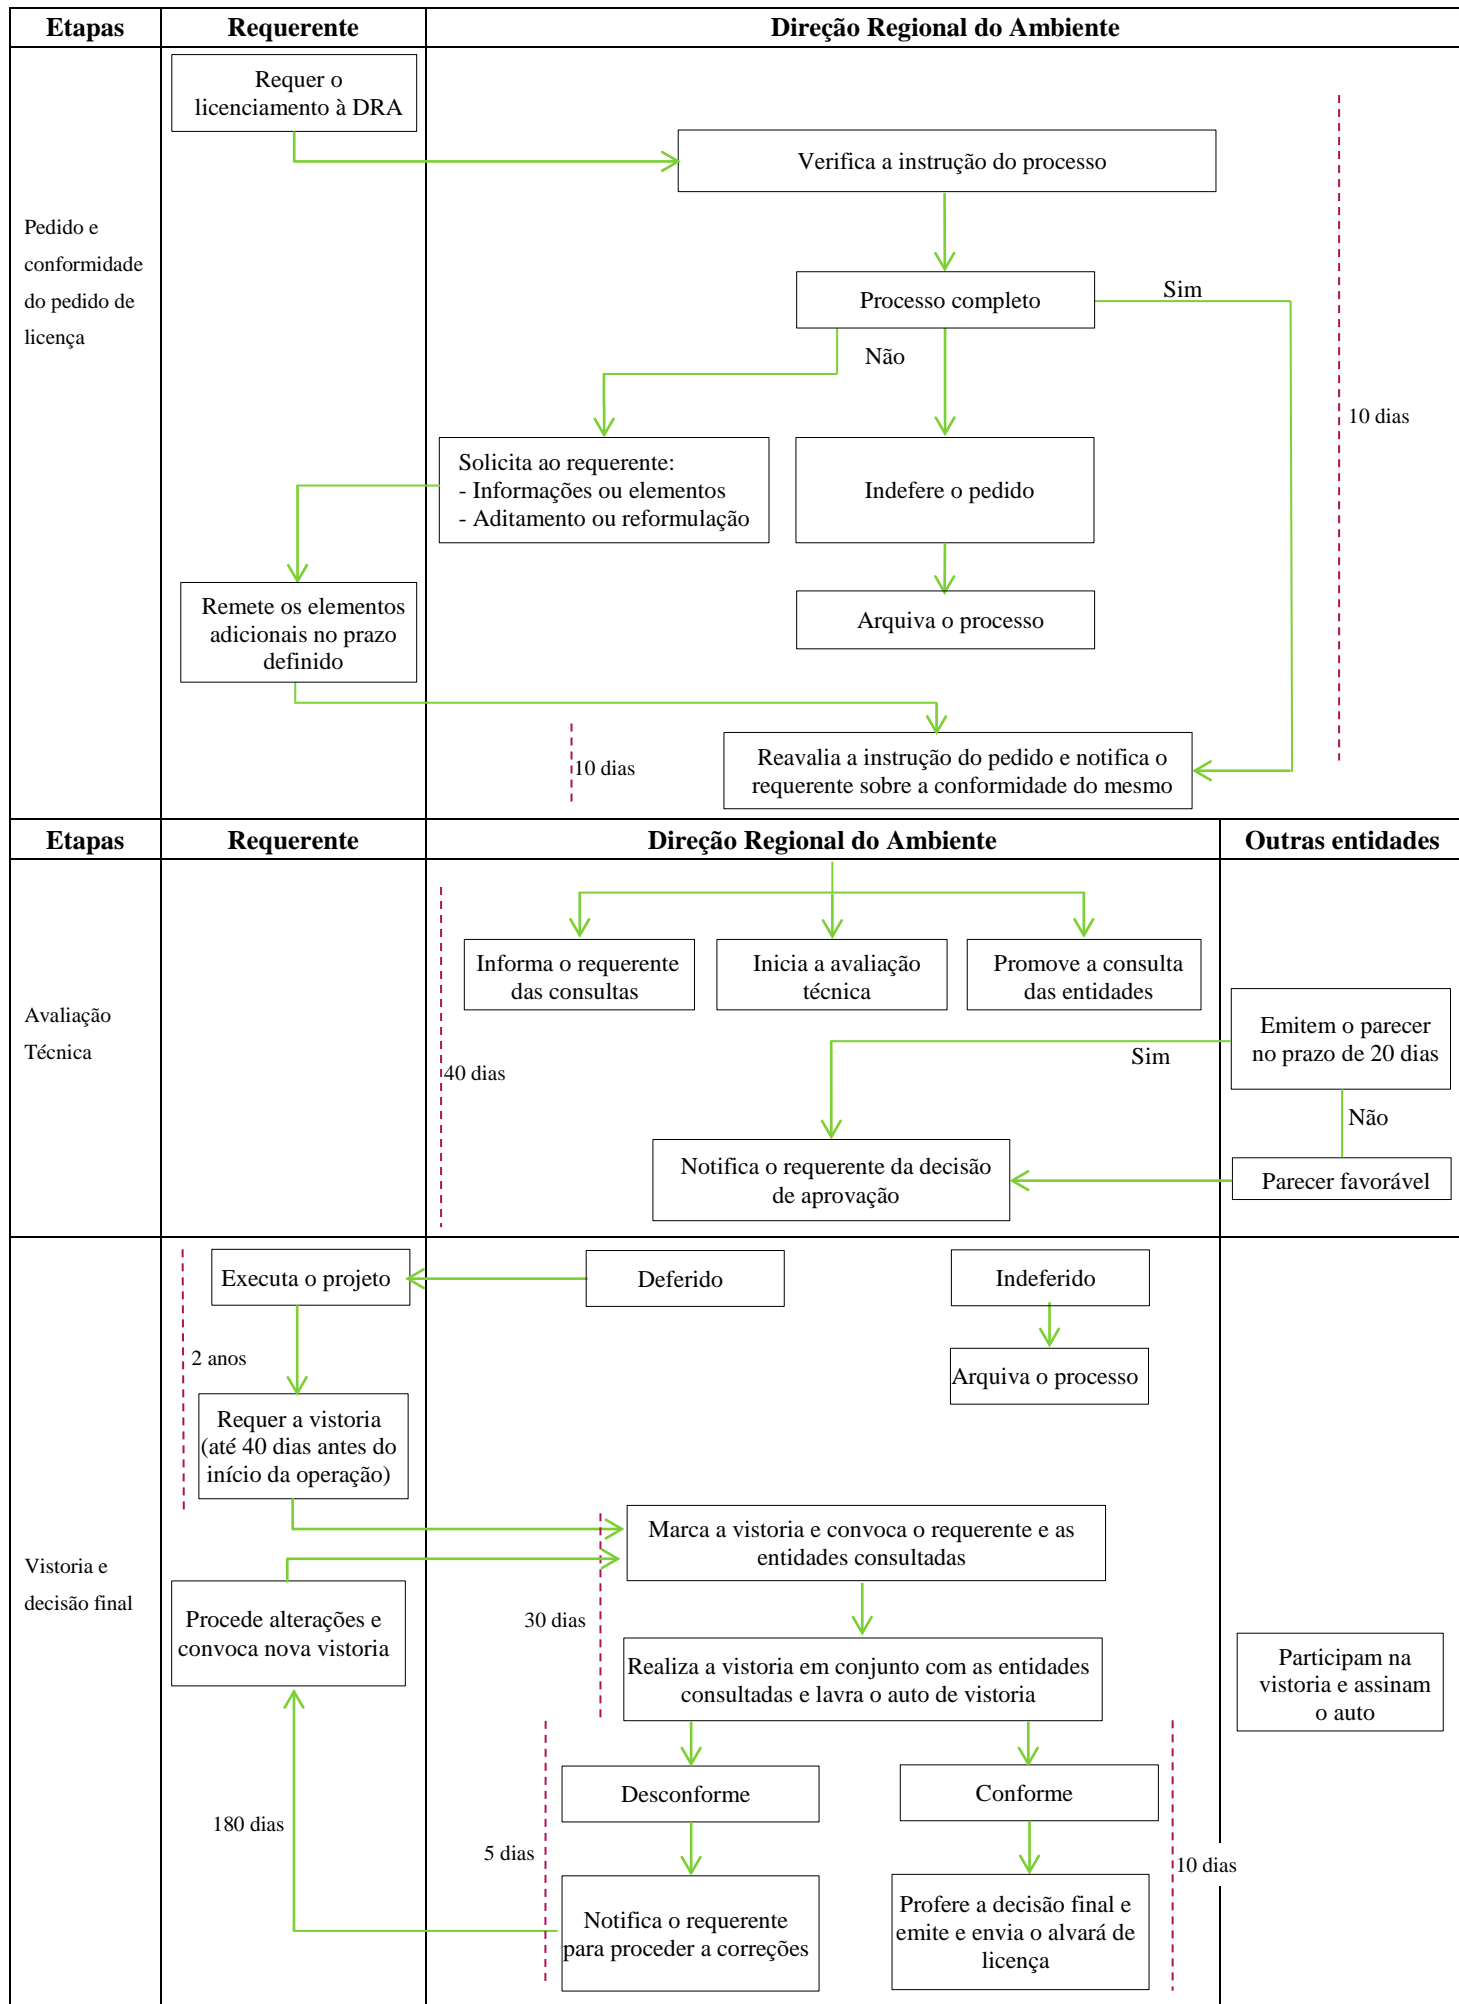 Etapas
Requerente
Direção Regional do Ambiente
Requer o
licenciamento à DRA
Verifica a instrução do processo
Pedido e
conformidade
do pedido de
licença
Processo completo
Sim
Não
10 dias
Solicita ao requerente:
- Informações ou elementos
- Aditamento ou reformulação
Indefere o pedido
Remete os elementos
adicionais no prazo
definido
Arquiva o processo
10 dias
Reavalia a instrução do pedido e notifica o
requerente sobre a conformidade do mesmo
Etapas
Requerente
Direção Regional do Ambiente
Outras entidades
Informa o requerente
das consultas
Inicia a avaliação
técnica
Promove a consulta
das entidades
Avaliação
Técnica
Emitem o parecer
no prazo de 20 dias
Sim
40 dias
Não
Notifica o requerente da decisão
de aprovação
Parecer favorável
Executa o projeto
Deferido
Indeferido
2 anos
Arquiva o processo
Requer a vistoria
(até 40 dias antes do
início da operação)
Marca a vistoria e convoca o requerente e as
entidades consultadas
Vistoria e
decisão final
Procede alterações e
convoca nova vistoria
30 dias
Realiza a vistoria em conjunto com as entidades
consultadas e lavra o auto de vistoria
Participam na
vistoria e assinam
o auto
Desconforme
Conforme
180 dias
5 dias
10 dias
Notifica o requerente
para proceder a correções
Profere a decisão final e
emite e envia o alvará de
licença